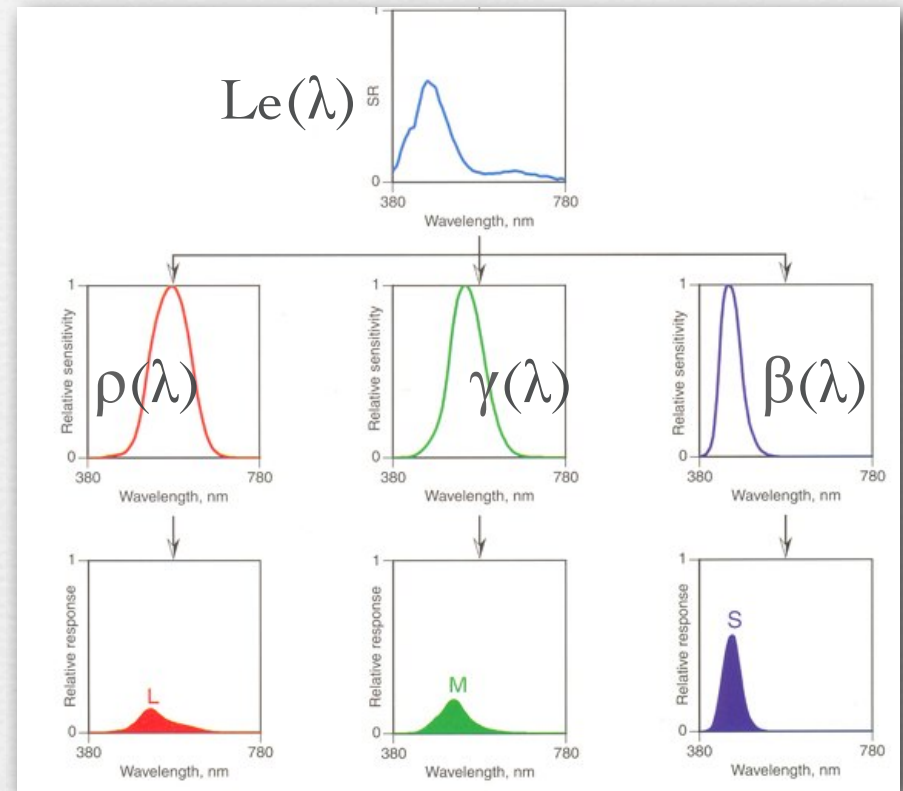 1
Le(λ)
SR
0
380 780
Wavelength, nm
1
Relative sensitivity
ρ(λ)
0
380 780
Wavelength, nm
1
Relative sensitivity
γ(λ)
0
380 780
Wavelength, nm
1
Relative sensitivity
β(λ)
0
380 780
Wavelength, nm
1
Relative response
L
0
380 780
Wavelength, nm
1
Relative response
M
0
380 780
Wavelength, nm
1
Relative response
S
0
380 780
Wavelength, nm